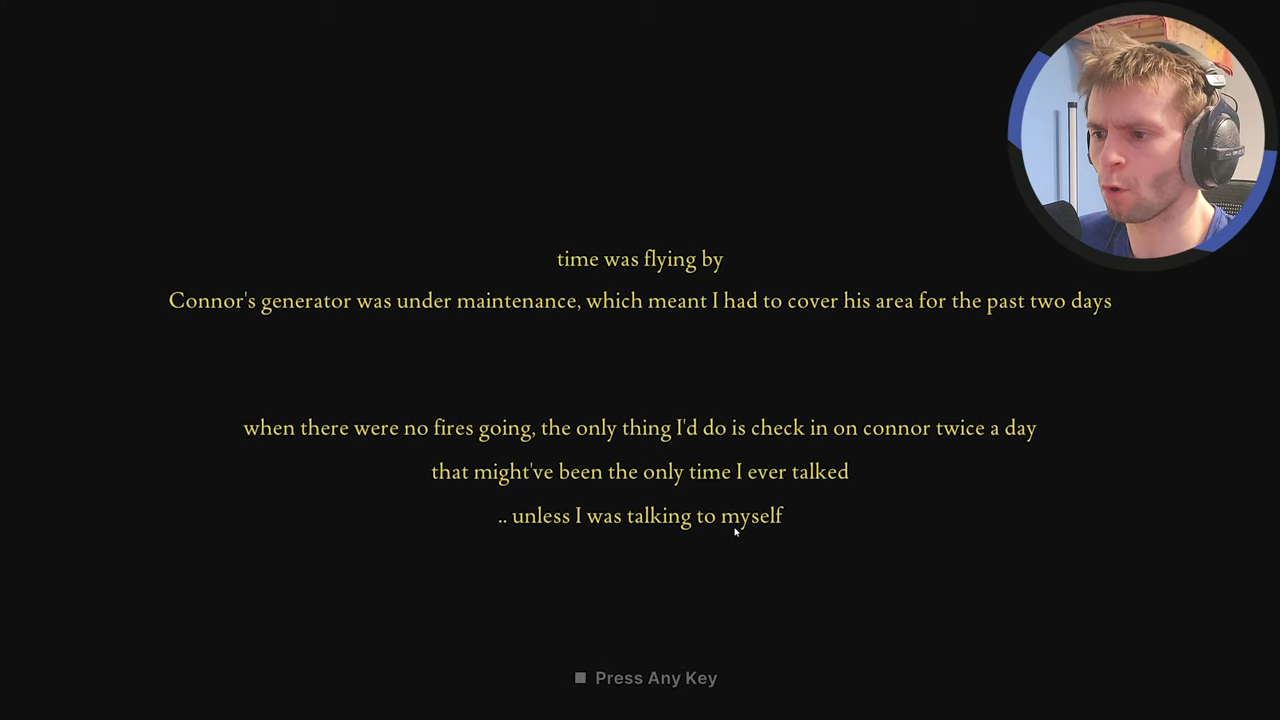 time was flying by
Connor's generator was under maintenance, which meant I had to cover his area for the past two days
when there were no fires going, the only thing I'd do is check in on connor twice a day
that might've been the only time I ever talked
.. unless I was talking to myself
Press Any Key